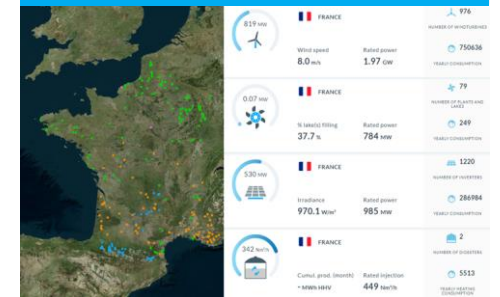 819 MW
FRANCE
Wind speed
8.0 m/s
Rated power
1.97 GW
976
NUMBER OF WINDTURBINES
750636
YEARLY CONSUMPTION
0.07 MW
FRANCE
% lake(s) filling
37.7 %
Rated power
784 MW
79
NUMBER OF PLANTS AND LAKES
249
YEARLY CONSUMPTION
530 MW
FRANCE
Irradiance
970.1 W/m²
Rated power
985 MW
1220
NUMBER OF INVERTERS
286984
YEARLY CONSUMPTION
342 Nm³/h
FRANCE
Cumul. prod. (month)
- MWh HHV
Rated injection
449 Nm³/h
2
NUMBER OF DIGESTERS
5513
YEARLY HEATING CONSUMPTION